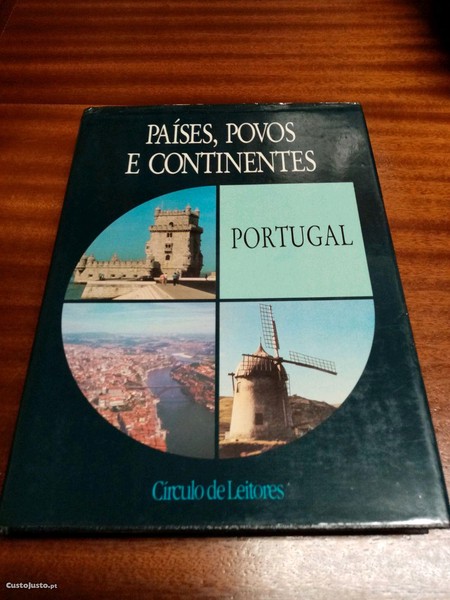 PAÍSES, POVOS
E CONTINENTES
PORTUGAL
Círculo de Leitores
CustoJusto.pt